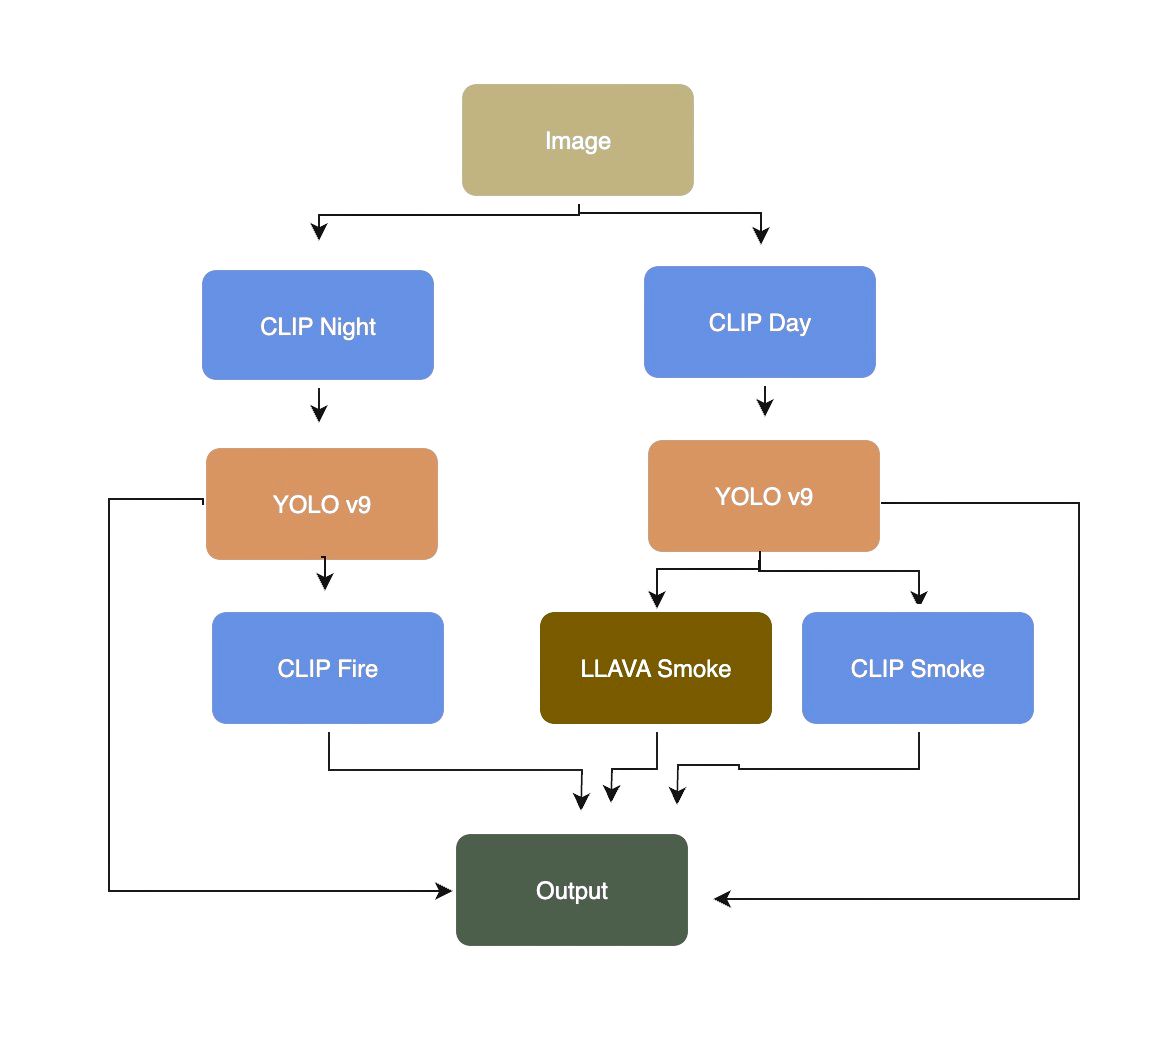 Image
CLIP Night
CLIP Day
YOLO v9
YOLO v9
CLIP Fire
LLAVA Smoke
CLIP Smoke
Output